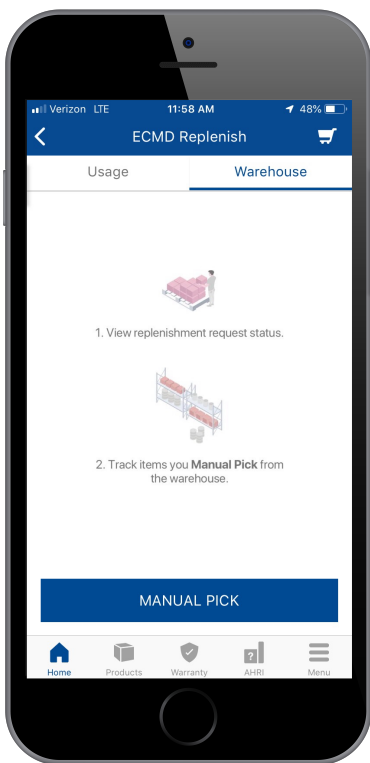 Verizon LTE 11:58 AM 48%
ECMD Replenish
Usage Warehouse
1. View replenishment request status.
2. Track items you Manual Pick from
the warehouse.
MANUAL PICK
?
Home Products Warranty AHRI Menu